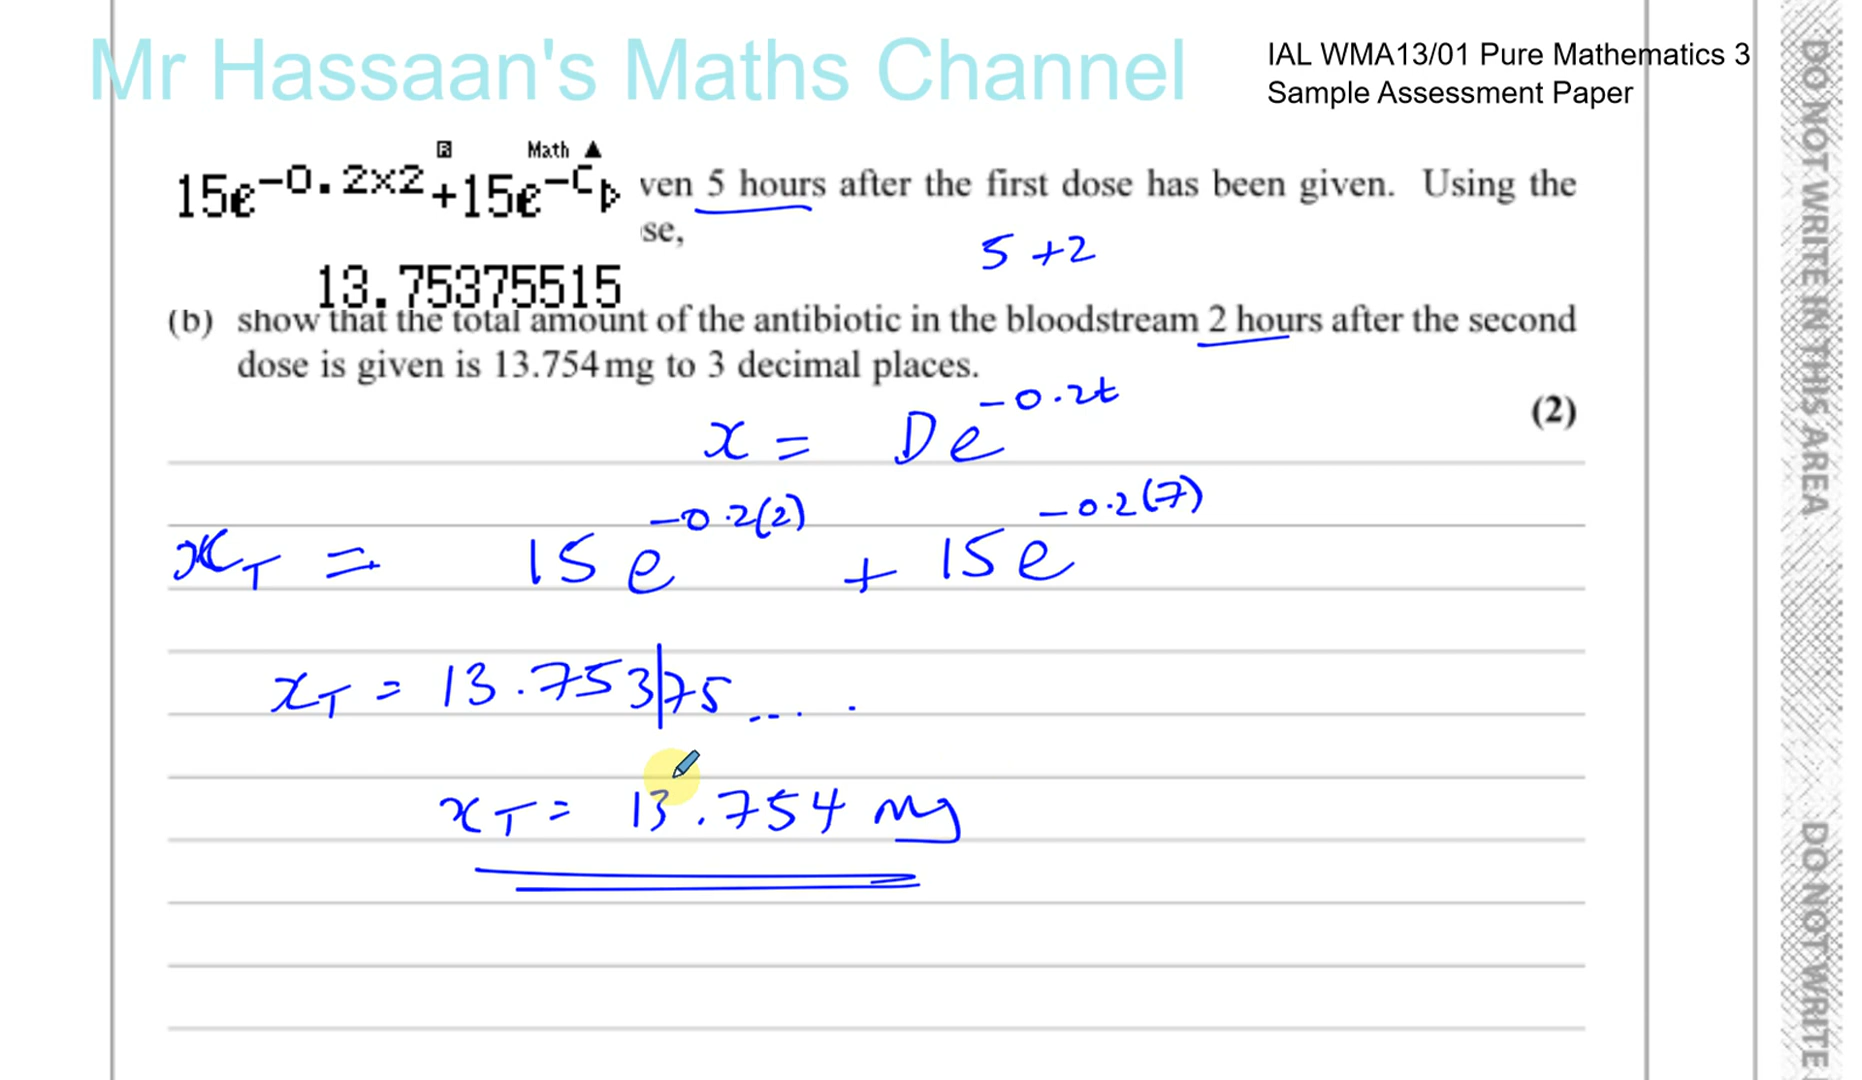 Mr Hassaan's Maths Channel
IAL WMA13/01 Pure Mathematics 3
Sample Assessment Paper
R Math ▲
15e^-0.2×2+15e^-
13.75375515
ven 5 hours after the first dose has been given. Using the
se,
5 +2
(b) show that the total amount of the antibiotic in the bloodstream 2 hours after the second
dose is given is 13.754 mg to 3 decimal places.
(2)
x = De^-0.2t
x_T = 15e^-0.2(2) + 15e^-0.2(7)
x_T = 13.753|75 ... .
x_T = 13.754 mg
DO NOT WRITE IN THIS AREA
DO NOT WRITE